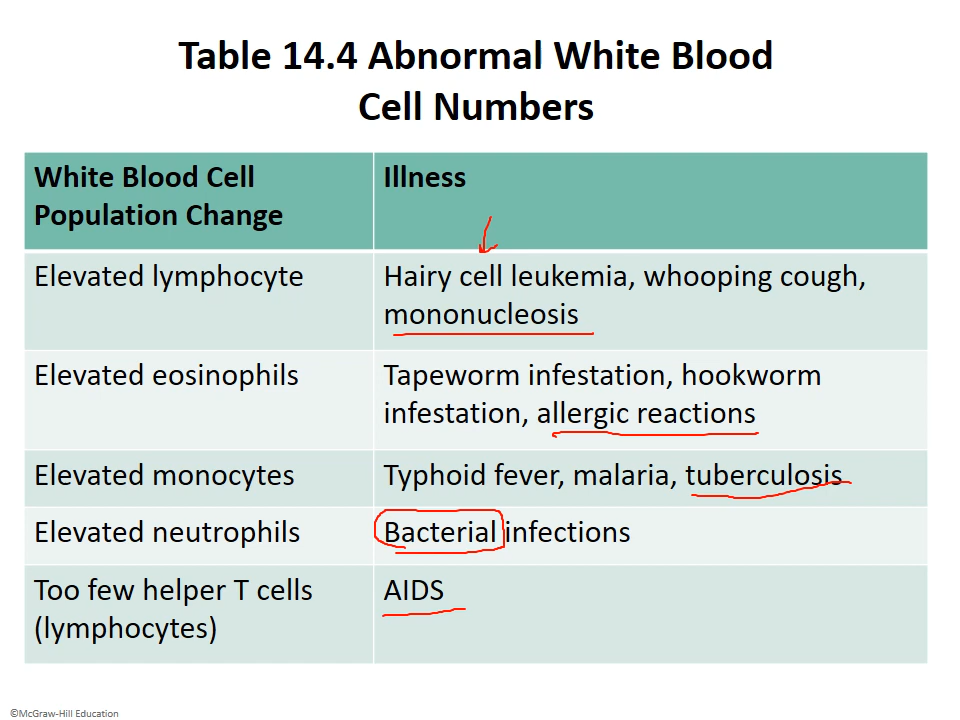 Table 14.4 Abnormal White Blood
Cell Numbers
White Blood Cell
Population Change
Illness
Elevated lymphocyte
Hairy cell leukemia, whooping cough,
mononucleosis
Elevated eosinophils
Tapeworm infestation, hookworm
infestation, allergic reactions
Elevated monocytes
Typhoid fever, malaria, tuberculosis
Elevated neutrophils
Bacterial infections
Too few helper T cells
(lymphocytes)
AIDS
©McGraw-Hill Education